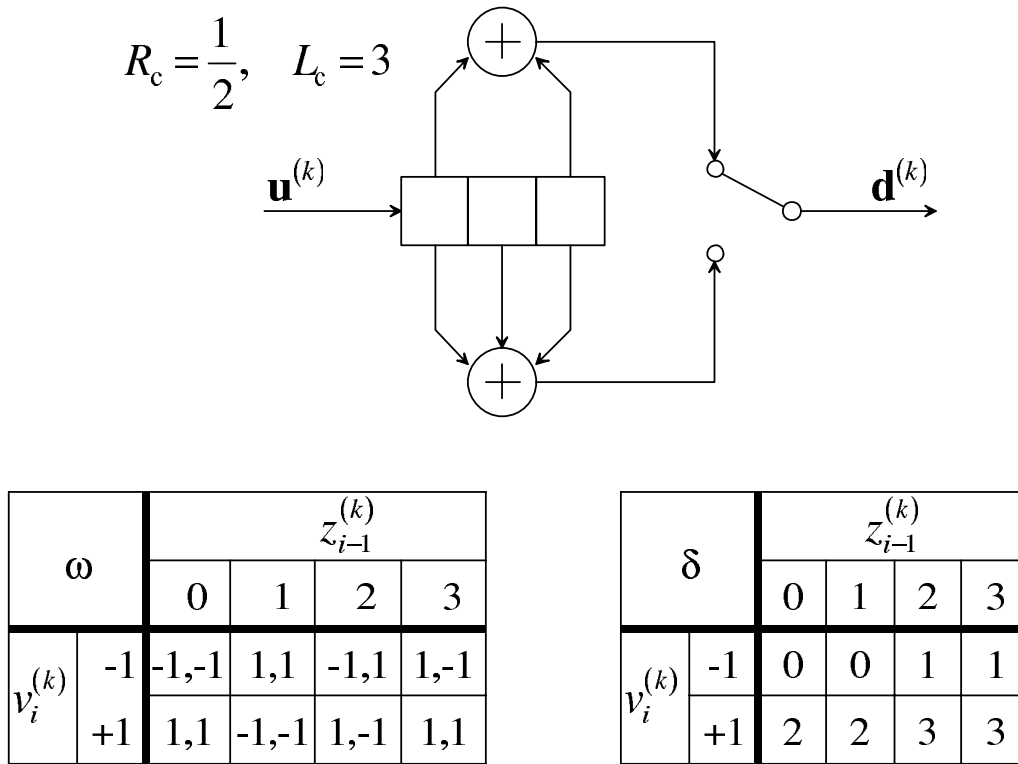 R_c = 1/2, L_c = 3
+
u^(k)
d^(k)
+
ω z_{i-1}^(k)
0 1 2 3
v_i^(k) -1 -1,-1 1,1 -1,1 1,-1
+1 1,1 -1,-1 1,-1 1,1
δ z_{i-1}^(k)
0 1 2 3
v_i^(k) -1 0 0 1 1
+1 2 2 3 3